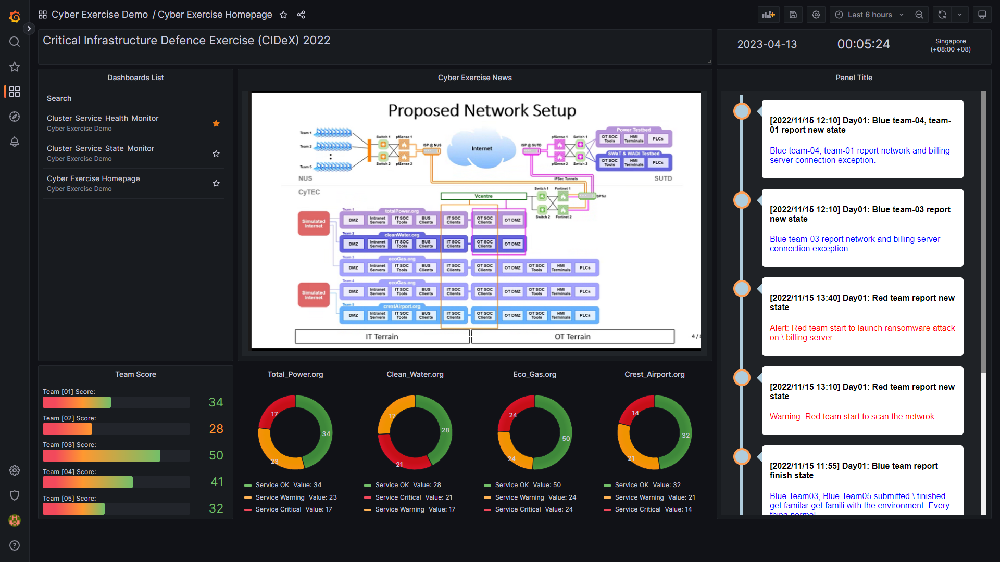 Cyber Exercise Demo / Cyber Exercise Homepage
Last 6 hours
Critical Infrastructure Defence Exercise (CIDeX) 2022
2023-04-13
00:05:24
Singapore
(+08:00 +08)
Dashboards List
Search
Cluster_Service_Health_Monitor
Cyber Exercise Demo
Cluster_Service_State_Monitor
Cyber Exercise Demo
Cyber Exercise Homepage
Cyber Exercise Demo
Cyber Exercise News
Proposed Network Setup
Team 1
Team 2
:
Team 5
Switch 1
pfSense 1
Switch 2
pfSense 2
ISP @ NUS
Internet
ISP @ SUTD
pfSense 1
Switch 1
pfSense 2
Switch 2
Power Testbed
OT SOC Tools
HMI Terminals
PLCs
SWaT & WADI Testbed
OT SOC Tools
HMI Terminals
PLCs
NUS
IPSec Tunnels
SUTD
CyTEC
Vcentre
Switch 1
Fortinet 1
SPTel
Switch 2
Fortinet 2
Simulated Internet
Team 1
totalPower.org
DMZ Intranet Servers IT SOC Tools BUS Clients IT SOC Clients OT SOC Clients OT DMZ
Team 2
cleanWater.org
DMZ Intranet Servers IT SOC Tools BUS Clients IT SOC Clients OT SOC Clients OT DMZ
Team 3
ecoGas.org
DMZ Intranet Servers IT SOC Tools BUS Clients IT SOC Clients OT SOC Clients OT DMZ OT SOC Tools HMI Terminals PLCs
Simulated Internet
Team 4
ecoGas.org
DMZ Intranet Servers IT SOC Tools BUS Clients IT SOC Clients OT SOC Clients OT DMZ OT SOC Tools HMI Terminals PLCs
Team 5
crestAirport.org
DMZ Intranet Servers IT SOC Tools BUS Clients IT SOC Clients OT SOC Clients OT DMZ OT SOC Tools HMI Terminals PLCs
IT Terrain
OT Terrain
4 /
Panel Title
[2022/11/15 12:10] Day01: Blue team-04, team-
01 report new state
Blue team-04, team-01 report network and billing
server connection exception.
[2022/11/15 12:10] Day01: Blue team-03 report
new state
Blue team-03 report network and billing server
connection exception.
[2022/11/15 13:40] Day01: Red team report new
state
Alert: Red team start to launch ransomware attack
on \ billing server.
[2022/11/15 13:10] Day01: Red team report new
state
Warning: Red team start to scan the netwrok.
[2022/11/15 11:55] Day01: Blue team report
finish state
Blue Team03, Blue Team05 submitted \ finished
get familar get famili with the environment. Every
thing normal
Team Score
Team [01] Score:
34
Team [02] Score:
28
Team [03] Score:
50
Team [04] Score:
41
Team [05] Score:
32
Total_Power.org
17
34
23
Service OK Value: 34
Service Warning Value: 23
Service Critical Value: 17
Clean_Water.org
17
28
21
Service OK Value: 28
Service Critical Value: 21
Service Warning Value: 17
Eco_Gas.org
24
50
24
Service OK Value: 50
Service Warning Value: 24
Service Critical Value: 24
Crest_Airport.org
14
32
21
Service OK Value: 32
Service Warning Value: 21
Service Critical Value: 14